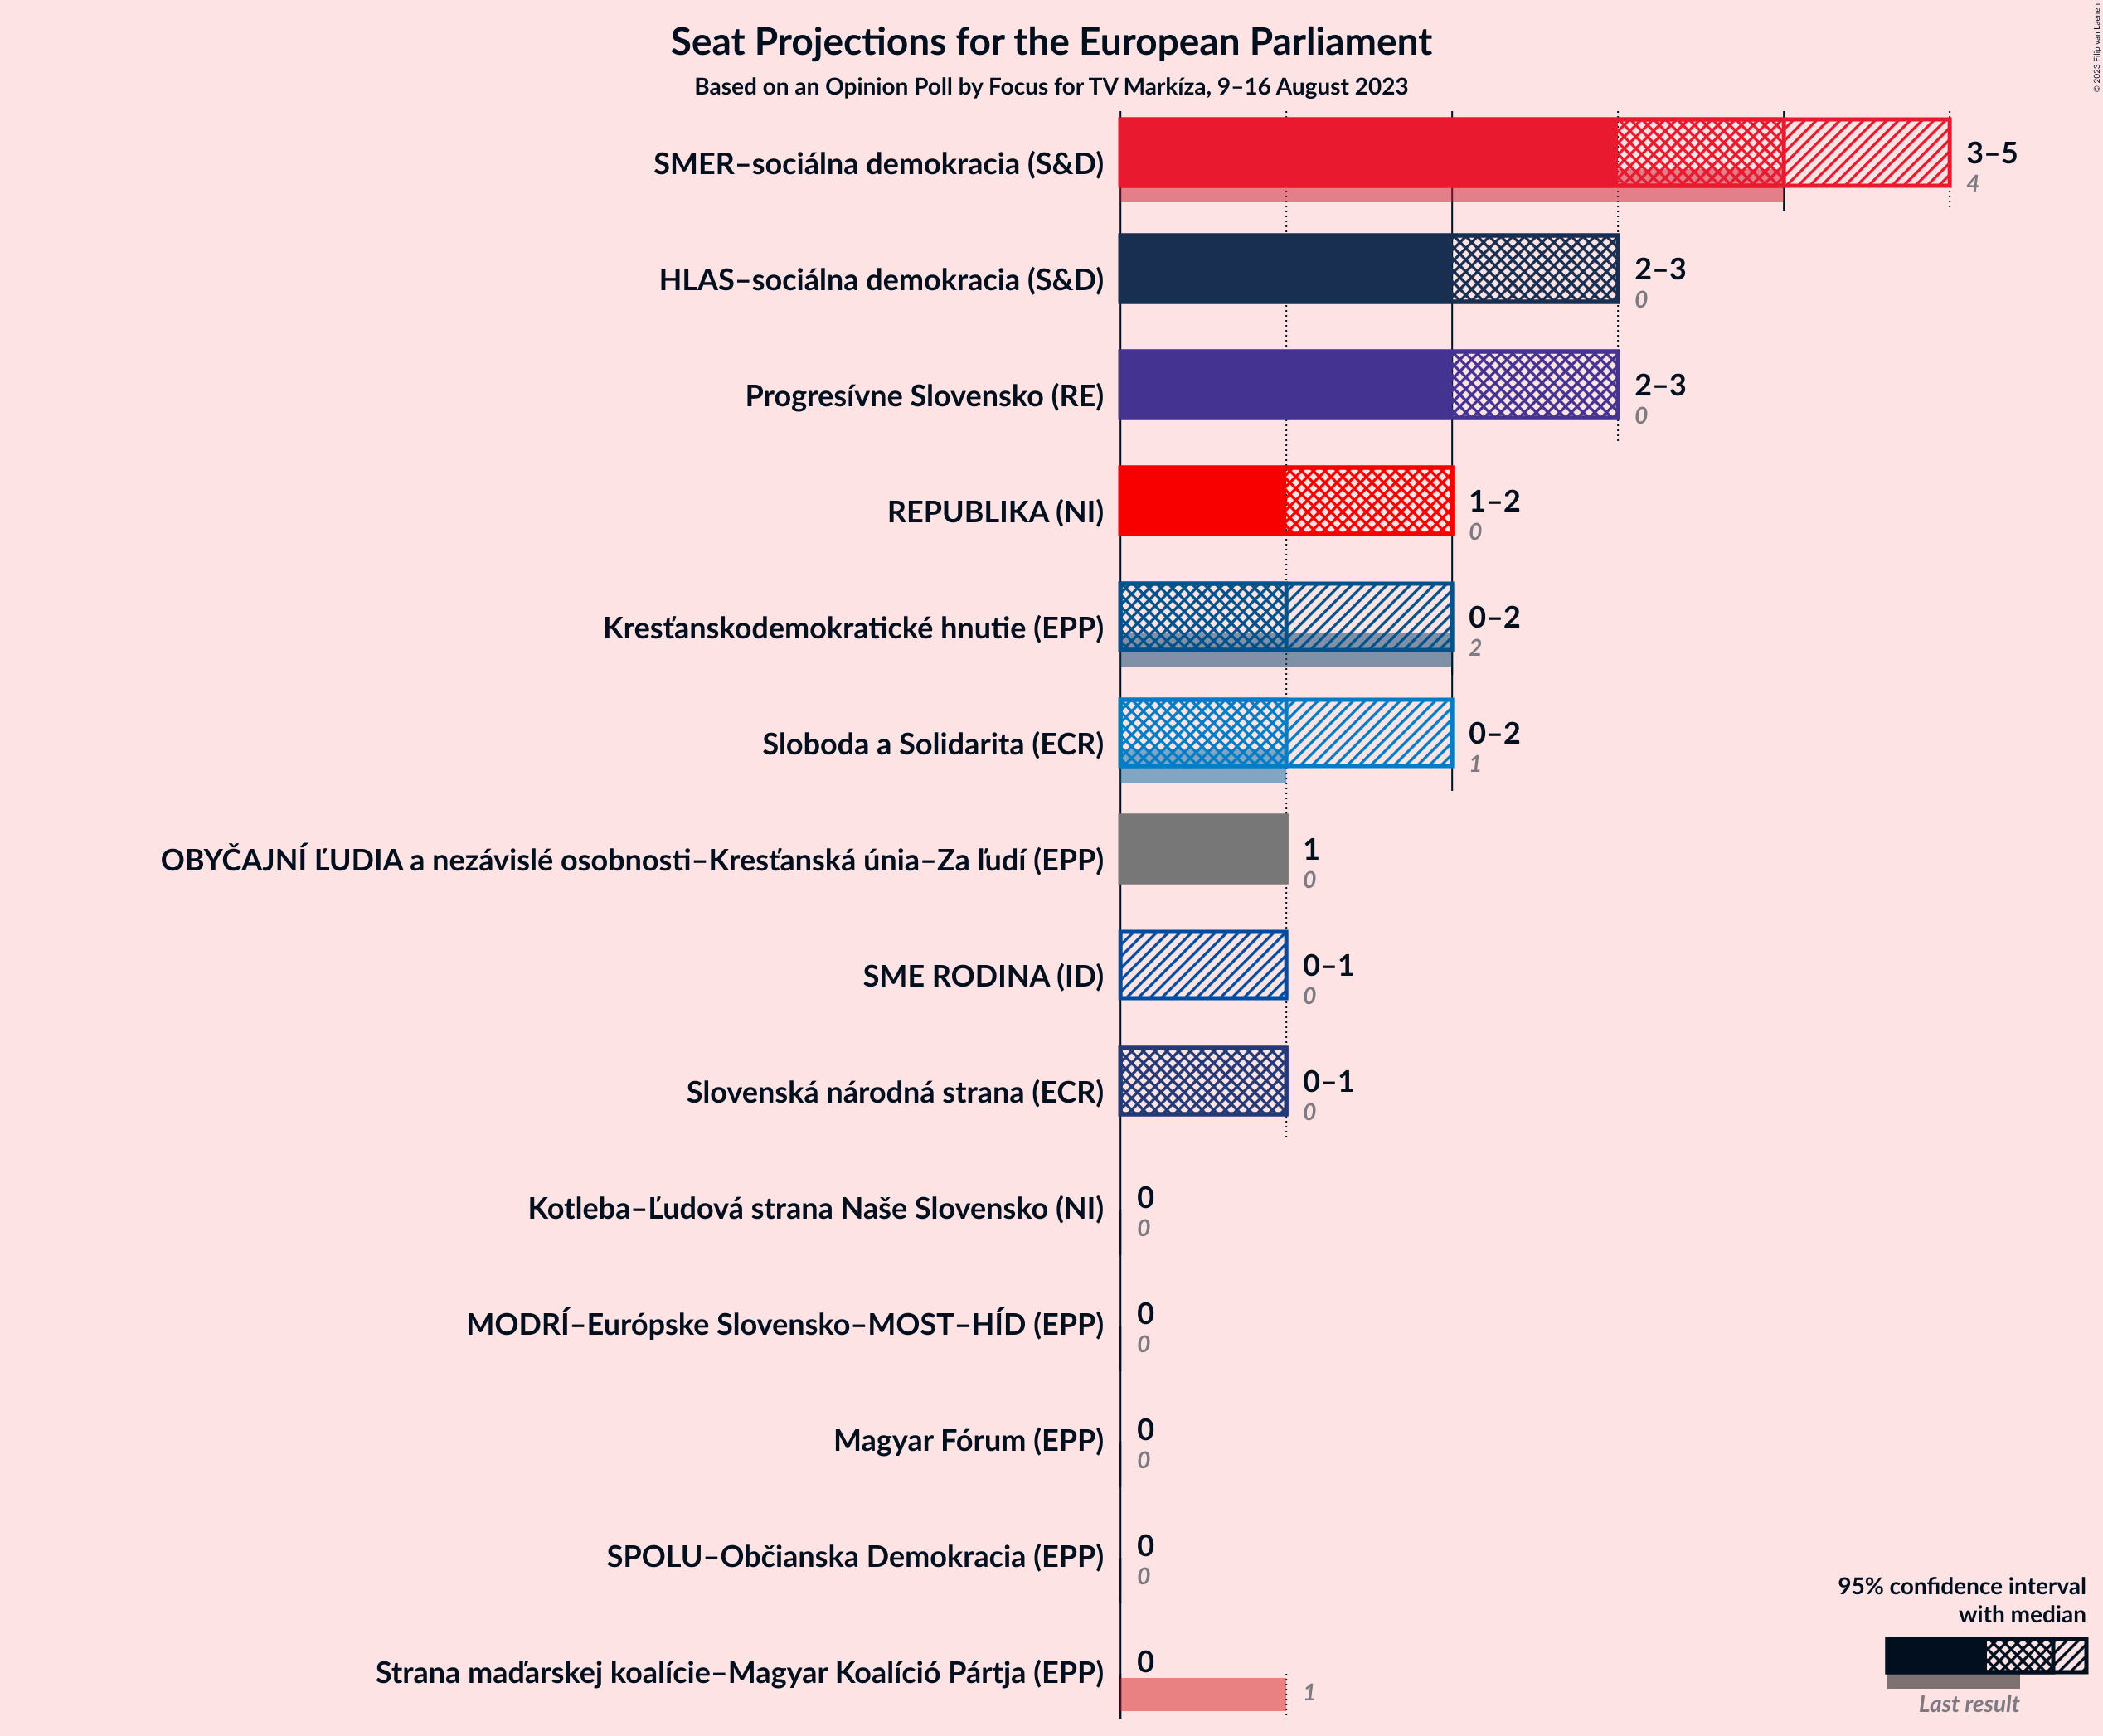 Seat Projections for the European Parliament
Based on an Opinion Poll by Focus for TV Markíza, 9–16 August 2023
© 2023 Filip van Laenen
SMER–sociálna demokracia (S&D)
3–5
4
HLAS–sociálna demokracia (S&D)
2–3
0
Progresívne Slovensko (RE)
2–3
0
REPUBLIKA (NI)
1–2
0
Kresťanskodemokratické hnutie (EPP)
0–2
2
Sloboda a Solidarita (ECR)
0–2
1
OBYČAJNÍ ĽUDIA a nezávislé osobnosti–Kresťanská únia–Za ľudí (EPP)
1
0
SME RODINA (ID)
0–1
0
Slovenská národná strana (ECR)
0–1
0
Kotleba–Ľudová strana Naše Slovensko (NI)
0
0
MODRÍ–Európske Slovensko–MOST–HÍD (EPP)
0
0
Magyar Fórum (EPP)
0
0
SPOLU–Občianska Demokracia (EPP)
0
0
Strana maďarskej koalície–Magyar Koalíció Pártja (EPP)
0
1
95% confidence interval
with median
Last result